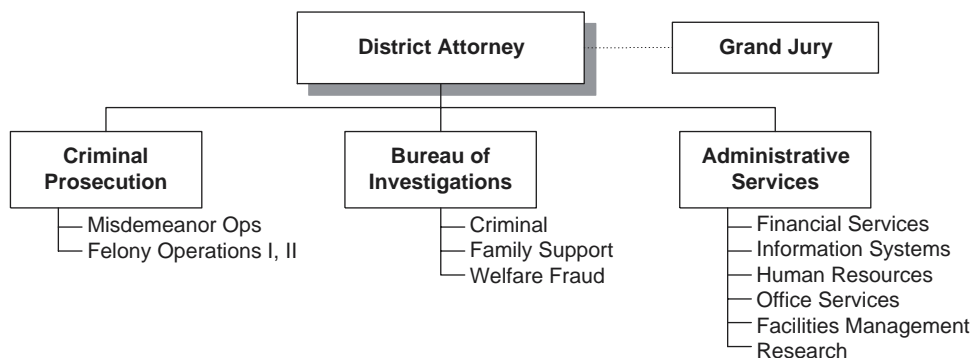 District Attorney
Grand Jury
Criminal
Prosecution
Misdemeanor Ops
Felony Operations I, II
Bureau of
Investigations
Criminal
Family Support
Welfare Fraud
Administrative
Services
Financial Services
Information Systems
Human Resources
Office Services
Facilities Management
Research